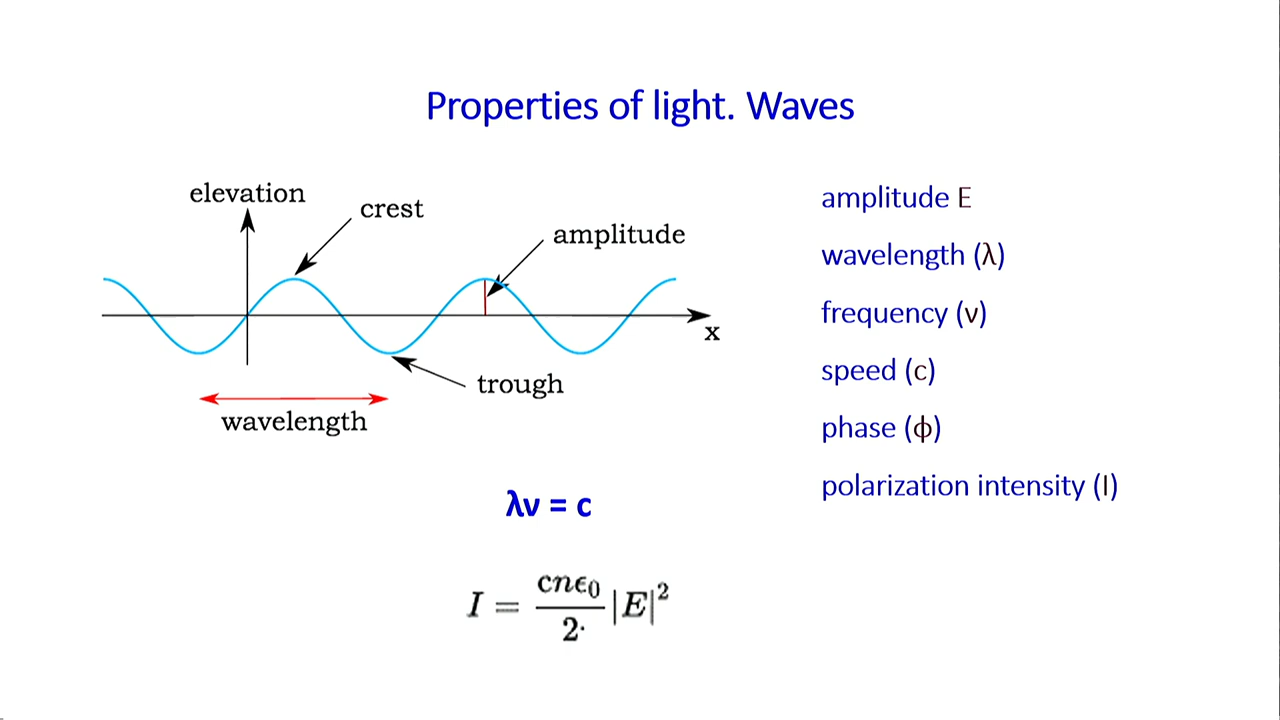 Properties of light. Waves
elevation
crest
amplitude
x
trough
wavelength
λν = c
I = cnϵ₀/2· |E|²
amplitude E
wavelength (λ)
frequency (ν)
speed (c)
phase (ϕ)
polarization intensity (I)